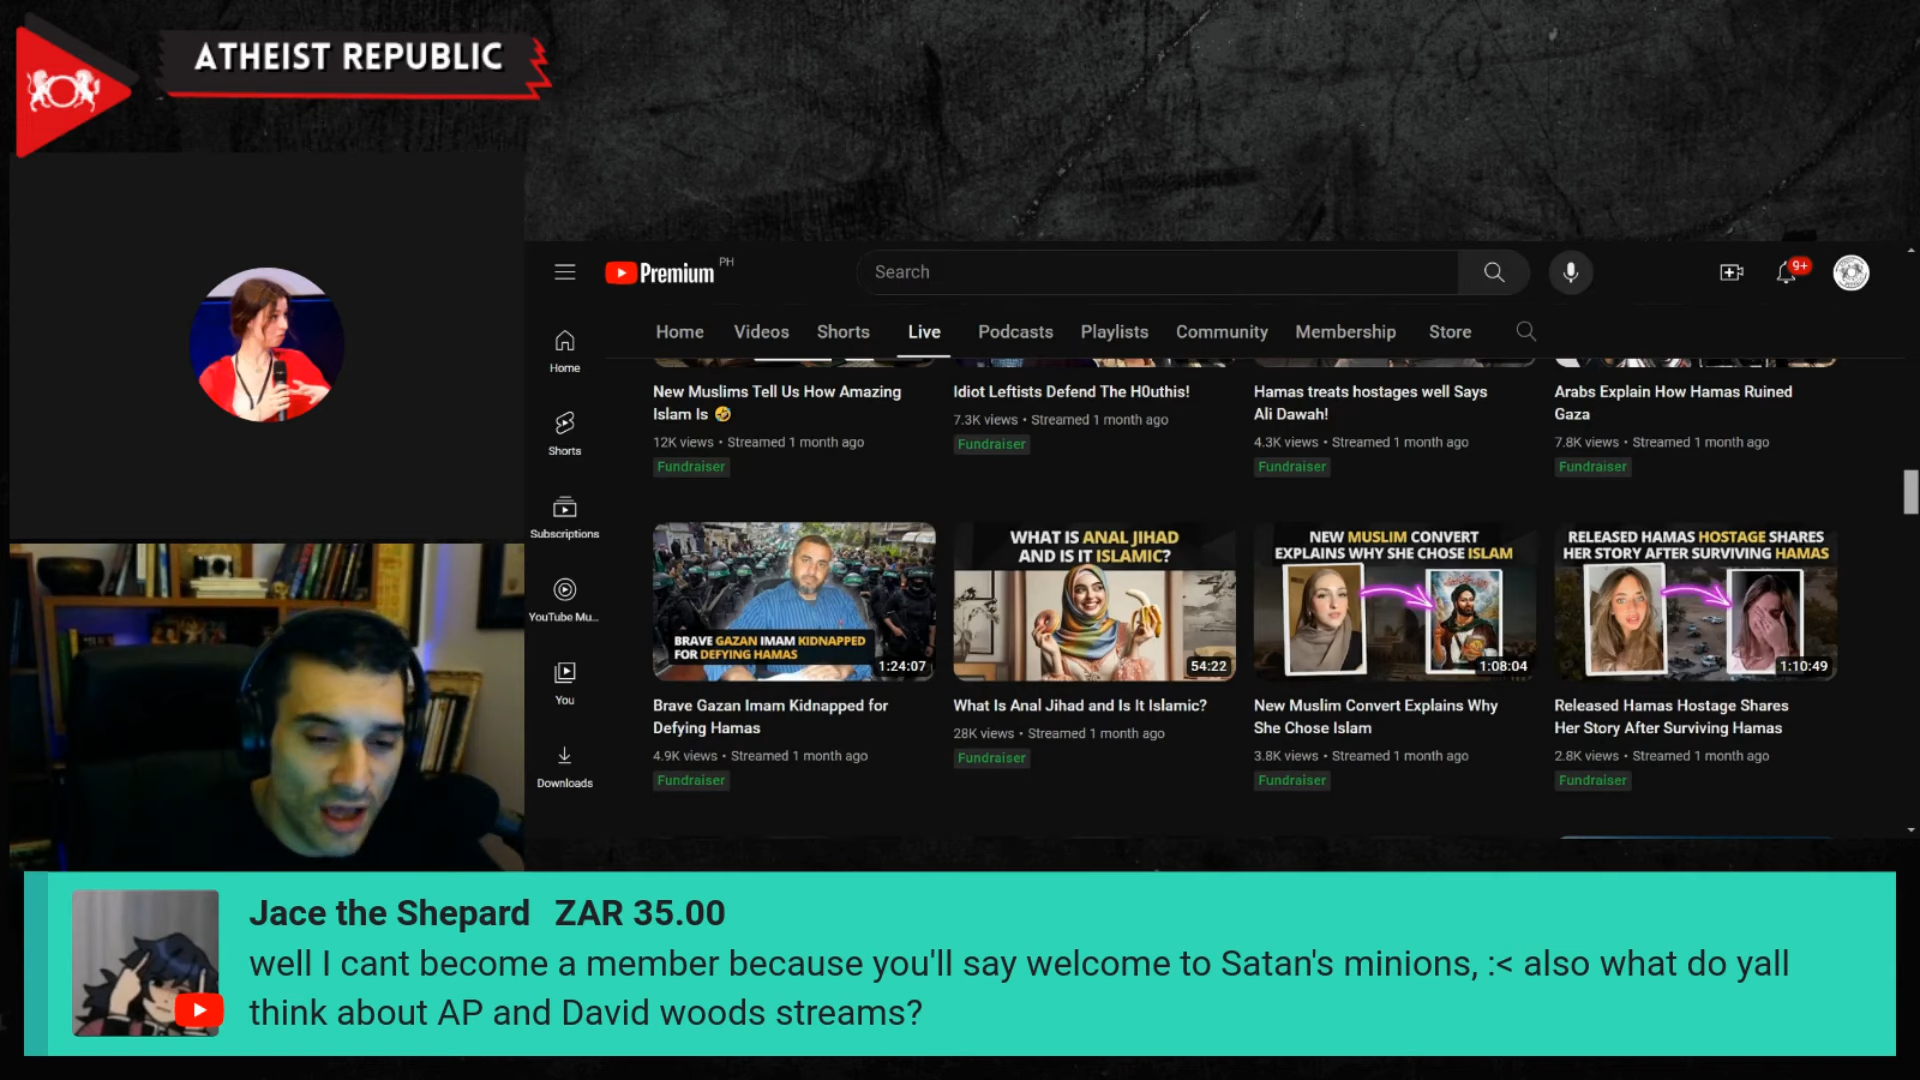 ATHEIST REPUBLIC
Premium PH
Search
9+
Home Videos Shorts Live Podcasts Playlists Community Membership Store
Home
Shorts
Subscriptions
YouTube Mu...
You
Downloads
New Muslims Tell Us How Amazing
Islam Is 🤣
12K views • Streamed 1 month ago
Fundraiser
Idiot Leftists Defend The H0uthis!
7.3K views • Streamed 1 month ago
Fundraiser
Hamas treats hostages well Says
Ali Dawah!
4.3K views • Streamed 1 month ago
Fundraiser
Arabs Explain How Hamas Ruined
Gaza
7.8K views • Streamed 1 month ago
Fundraiser
BRAVE GAZAN IMAM KIDNAPPED
FOR DEFYING HAMAS
1:24:07
Brave Gazan Imam Kidnapped for
Defying Hamas
4.9K views • Streamed 1 month ago
Fundraiser
WHAT IS ANAL JIHAD
AND IS IT ISLAMIC?
54:22
What Is Anal Jihad and Is It Islamic?
28K views • Streamed 1 month ago
Fundraiser
NEW MUSLIM CONVERT
EXPLAINS WHY SHE CHOSE ISLAM
1:08:04
New Muslim Convert Explains Why
She Chose Islam
3.8K views • Streamed 1 month ago
Fundraiser
RELEASED HAMAS HOSTAGE SHARES
HER STORY AFTER SURVIVING HAMAS
1:10:49
Released Hamas Hostage Shares
Her Story After Surviving Hamas
2.8K views • Streamed 1 month ago
Fundraiser
Jace the Shepard ZAR 35.00
well I cant become a member because you'll say welcome to Satan's minions, :< also what do yall
think about AP and David woods streams?